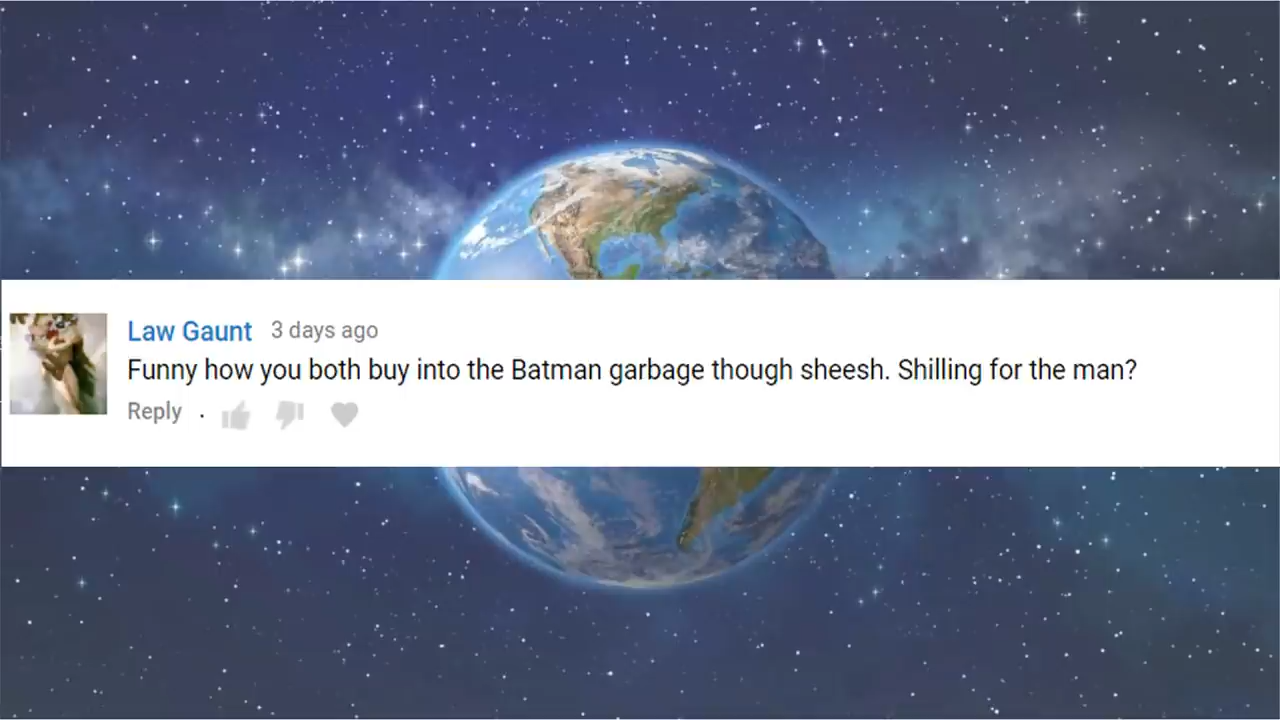 Law Gaunt 3 days ago
Funny how you both buy into the Batman garbage though sheesh. Shilling for the man?
Reply .